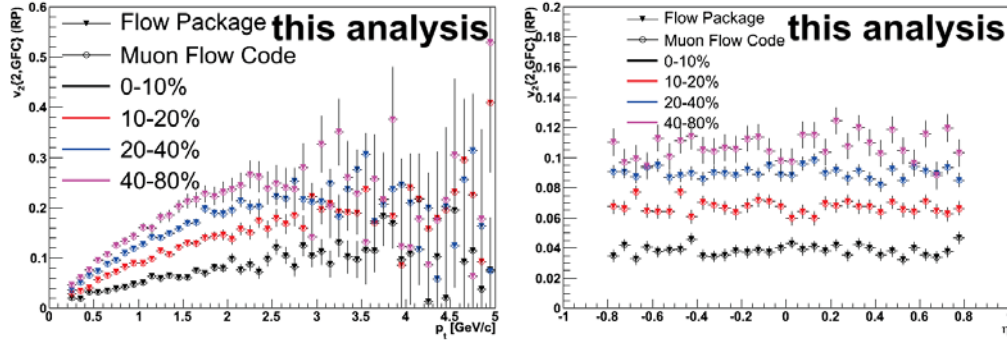 this analysis
Flow Package
Muon Flow Code
0-10%
10-20%
20-40%
40-80%
v2{2,GFC} (RP)
0.6
0.5
0.4
0.3
0.2
0.1
0
0 0.5 1 1.5 2 2.5 3 3.5 4 4.5 5
pt [GeV/c]
this analysis
Flow Package
Muon Flow Code
0-10%
10-20%
20-40%
40-80%
v2{2,GFC} (RP)
0.2
0.18
0.16
0.14
0.12
0.1
0.08
0.06
0.04
0.02
0
-1 -0.8 -0.6 -0.4 -0.2 0 0.2 0.4 0.6 0.8 1